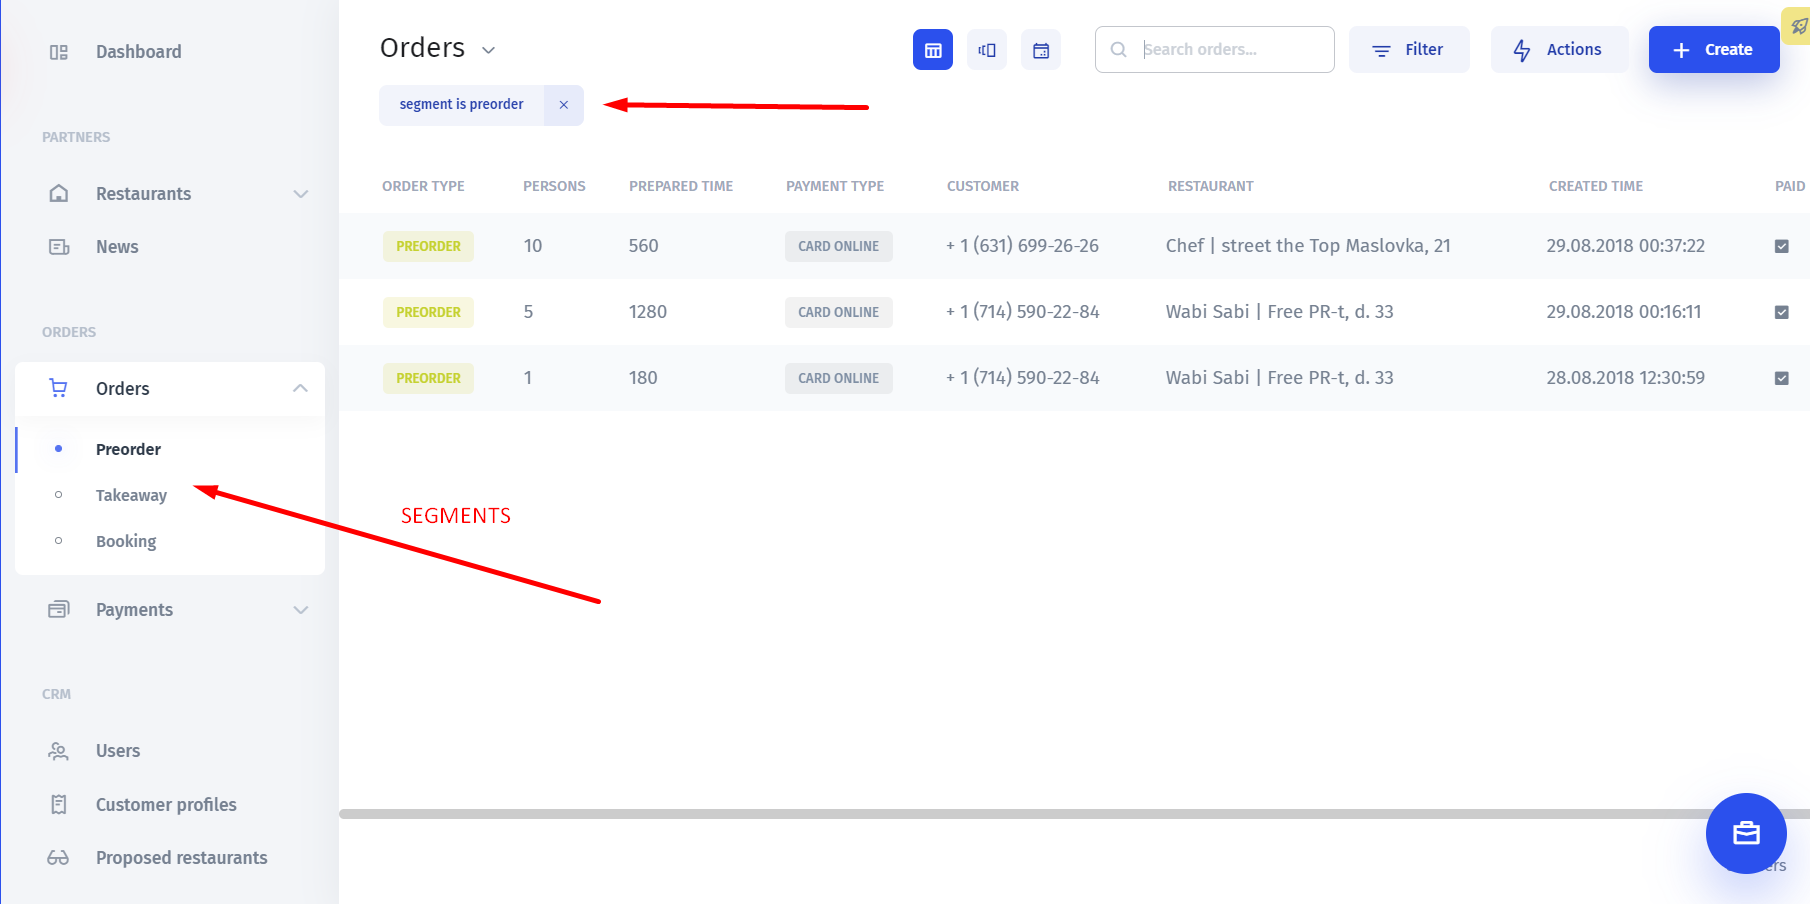 Dashboard
PARTNERS
Restaurants
News
ORDERS
Orders
Preorder
Takeaway
Booking
Payments
CRM
Users
Customer profiles
Proposed restaurants
Orders
Search orders...
Filter
Actions
Create
segment is preorder
ORDER TYPE PERSONS PREPARED TIME PAYMENT TYPE CUSTOMER RESTAURANT CREATED TIME PAID
PREORDER 10 560 CARD ONLINE + 1 (631) 699-26-26 Chef | street the Top Maslovka, 21 29.08.2018 00:37:22
PREORDER 5 1280 CARD ONLINE + 1 (714) 590-22-84 Wabi Sabi | Free PR-t, d. 33 29.08.2018 00:16:11
PREORDER 1 180 CARD ONLINE + 1 (714) 590-22-84 Wabi Sabi | Free PR-t, d. 33 28.08.2018 12:30:59
SEGMENTS